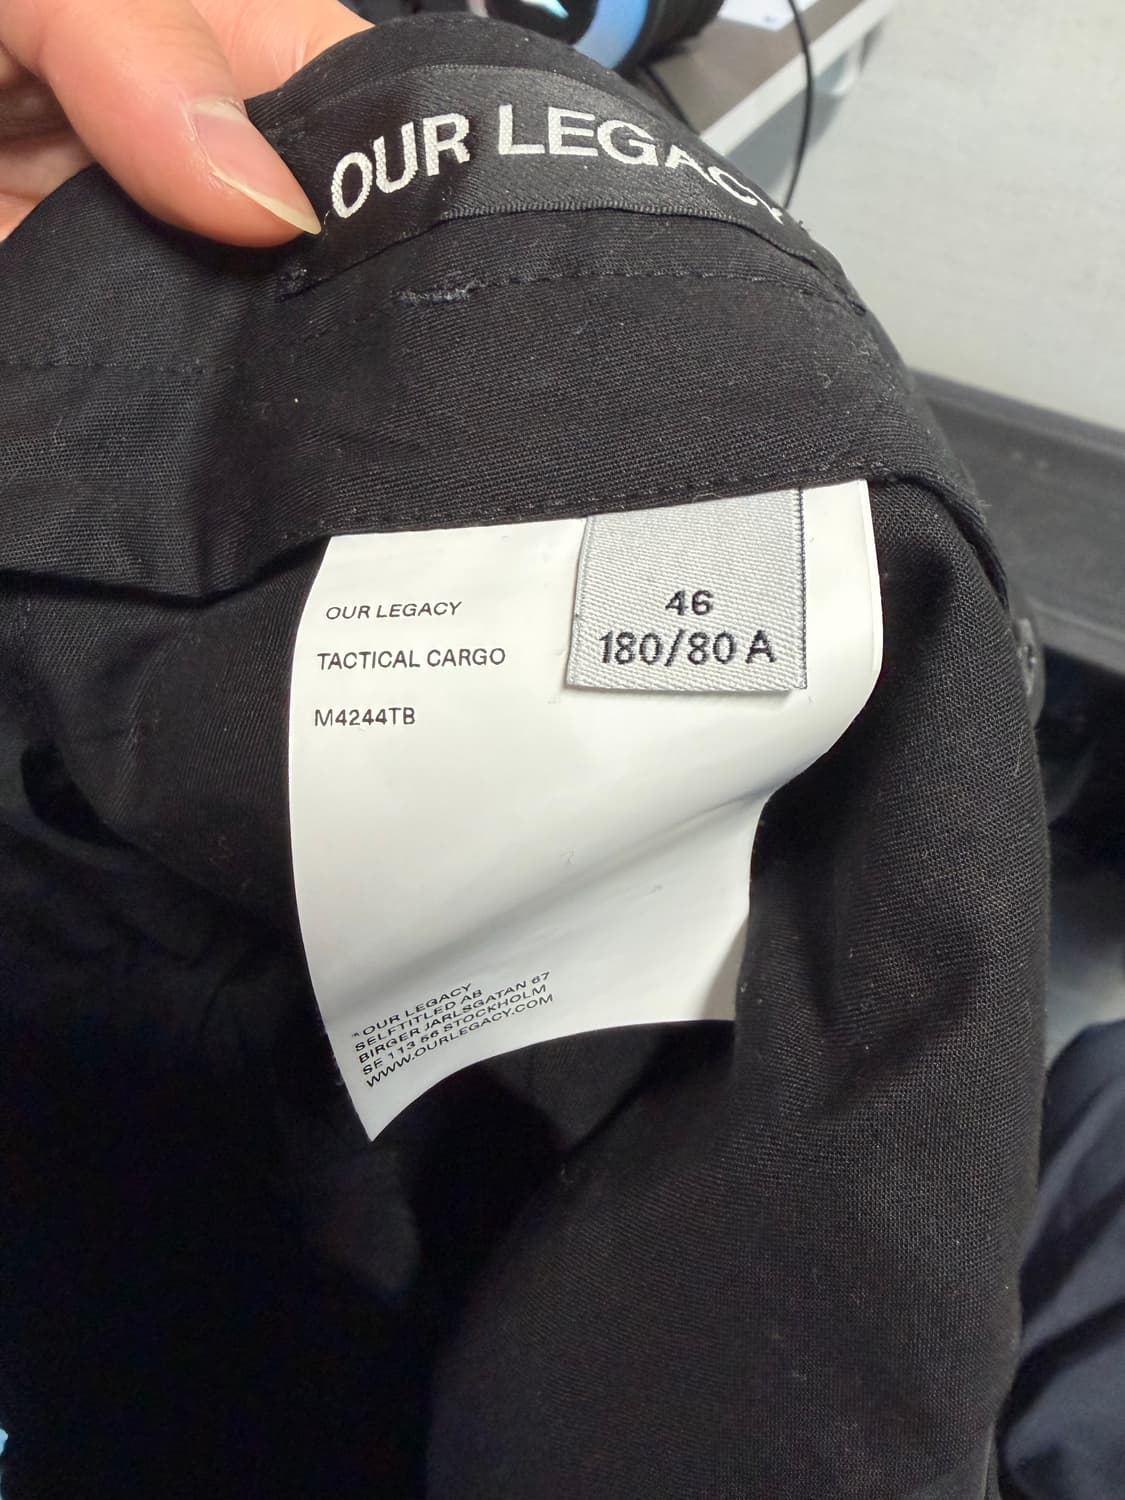 OUR LEGACY
46
180/80 A
OUR LEGACY
TACTICAL CARGO
M4244TB
OUR LEGACY
SELFTITLED AB
BIRGER JARLSGATAN 67
SE 113 56 STOCKHOLM
WWW.OURLEGACY.COM